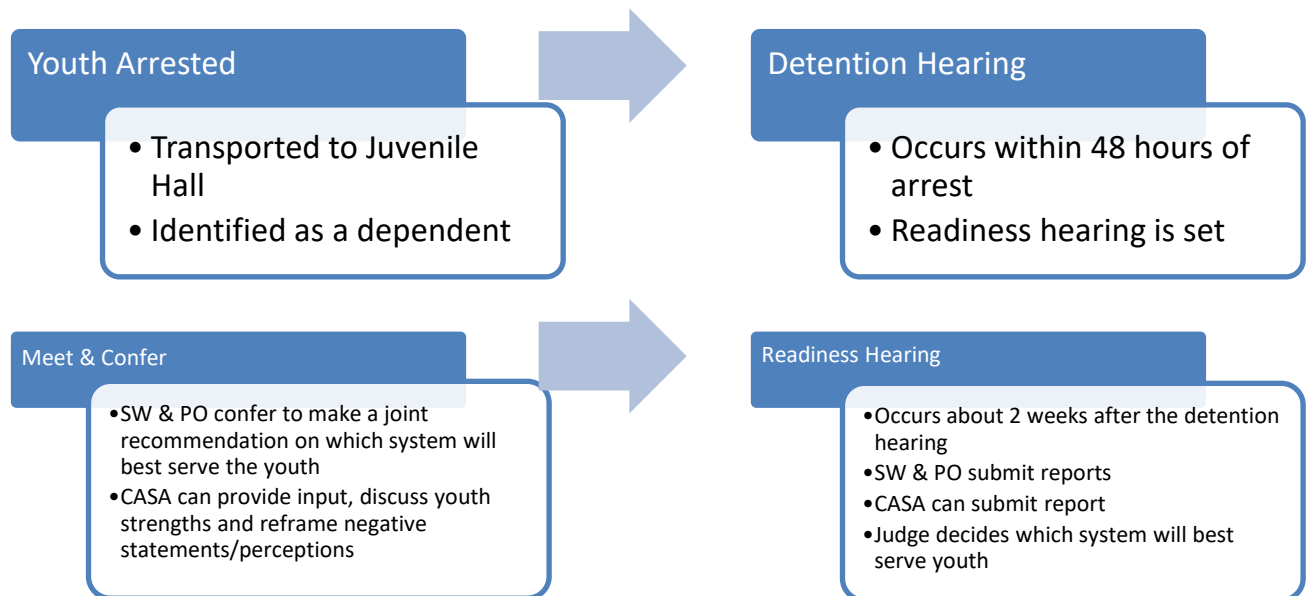 Youth Arrested
• Transported to Juvenile
Hall
• Identified as a dependent
Detention Hearing
• Occurs within 48 hours of
arrest
• Readiness hearing is set
Meet & Confer
•SW & PO confer to make a joint
recommendation on which system will
best serve the youth
•CASA can provide input, discuss youth
strengths and reframe negative
statements/perceptions
Readiness Hearing
•Occurs about 2 weeks after the detention
hearing
•SW & PO submit reports
•CASA can submit report
•Judge decides which system will best
serve youth